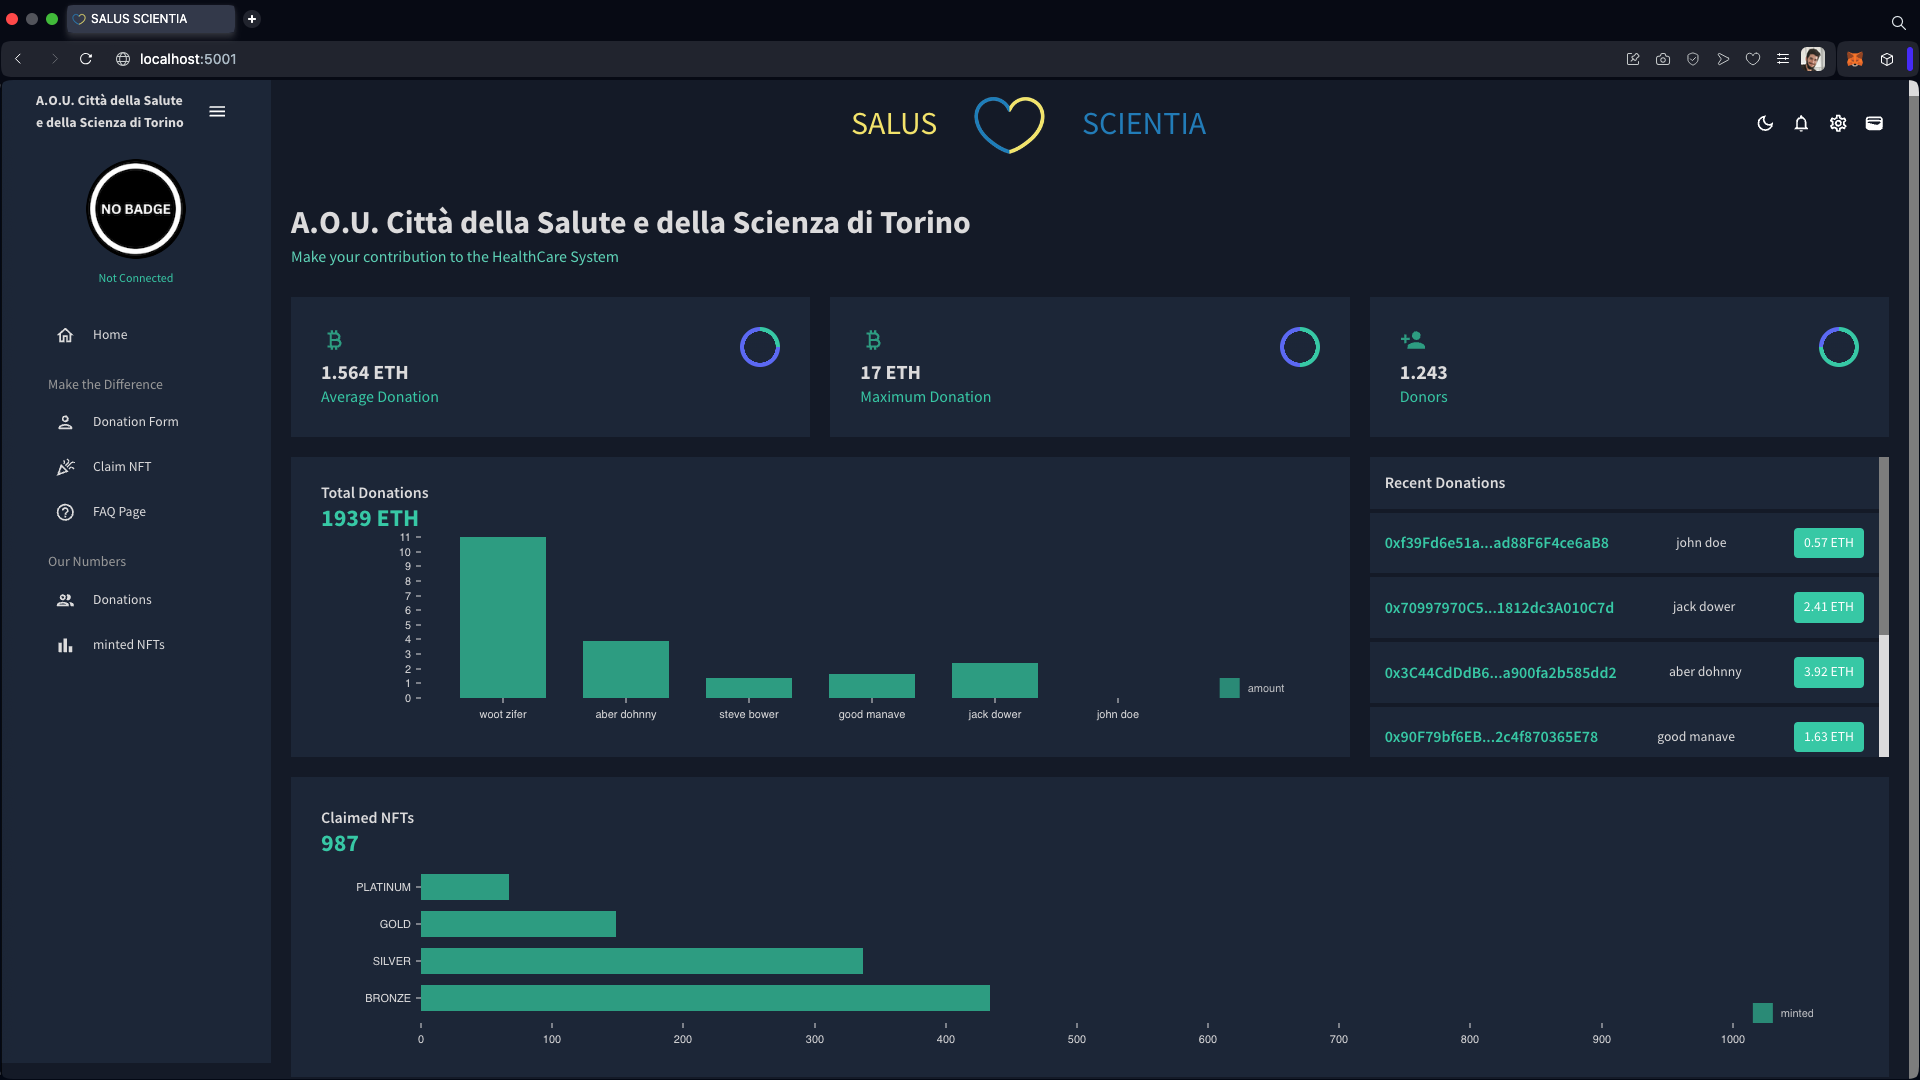 SALUS SCIENTIA
localhost:5001
A.O.U. Città della Salute
e della Scienza di Torino
NO BADGE
Not Connected
Home
Make the Difference
Donation Form
Claim NFT
FAQ Page
Our Numbers
Donations
minted NFTs
SALUS SCIENTIA
A.O.U. Città della Salute e della Scienza di Torino
Make your contribution to the HealthCare System
1.564 ETH
Average Donation
17 ETH
Maximum Donation
1.243
Donors
Total Donations
1939 ETH
11
10
9
8
7
6
5
4
3
2
1
0
woot zifer
aber dohnny
steve bower
good manave
jack dower
john doe
amount
Recent Donations
0xf39Fd6e51a...ad88F6F4ce6aB8 john doe 0.57 ETH
0x70997970C5...1812dc3A010C7d jack dower 2.41 ETH
0x3C44CdDdB6...a900fa2b585dd2 aber dohnny 3.92 ETH
0x90F79bf6EB...2c4f870365E78 good manave 1.63 ETH
Claimed NFTs
987
PLATINUM
GOLD
SILVER
BRONZE
0 100 200 300 400 500 600 700 800 900 1000
minted